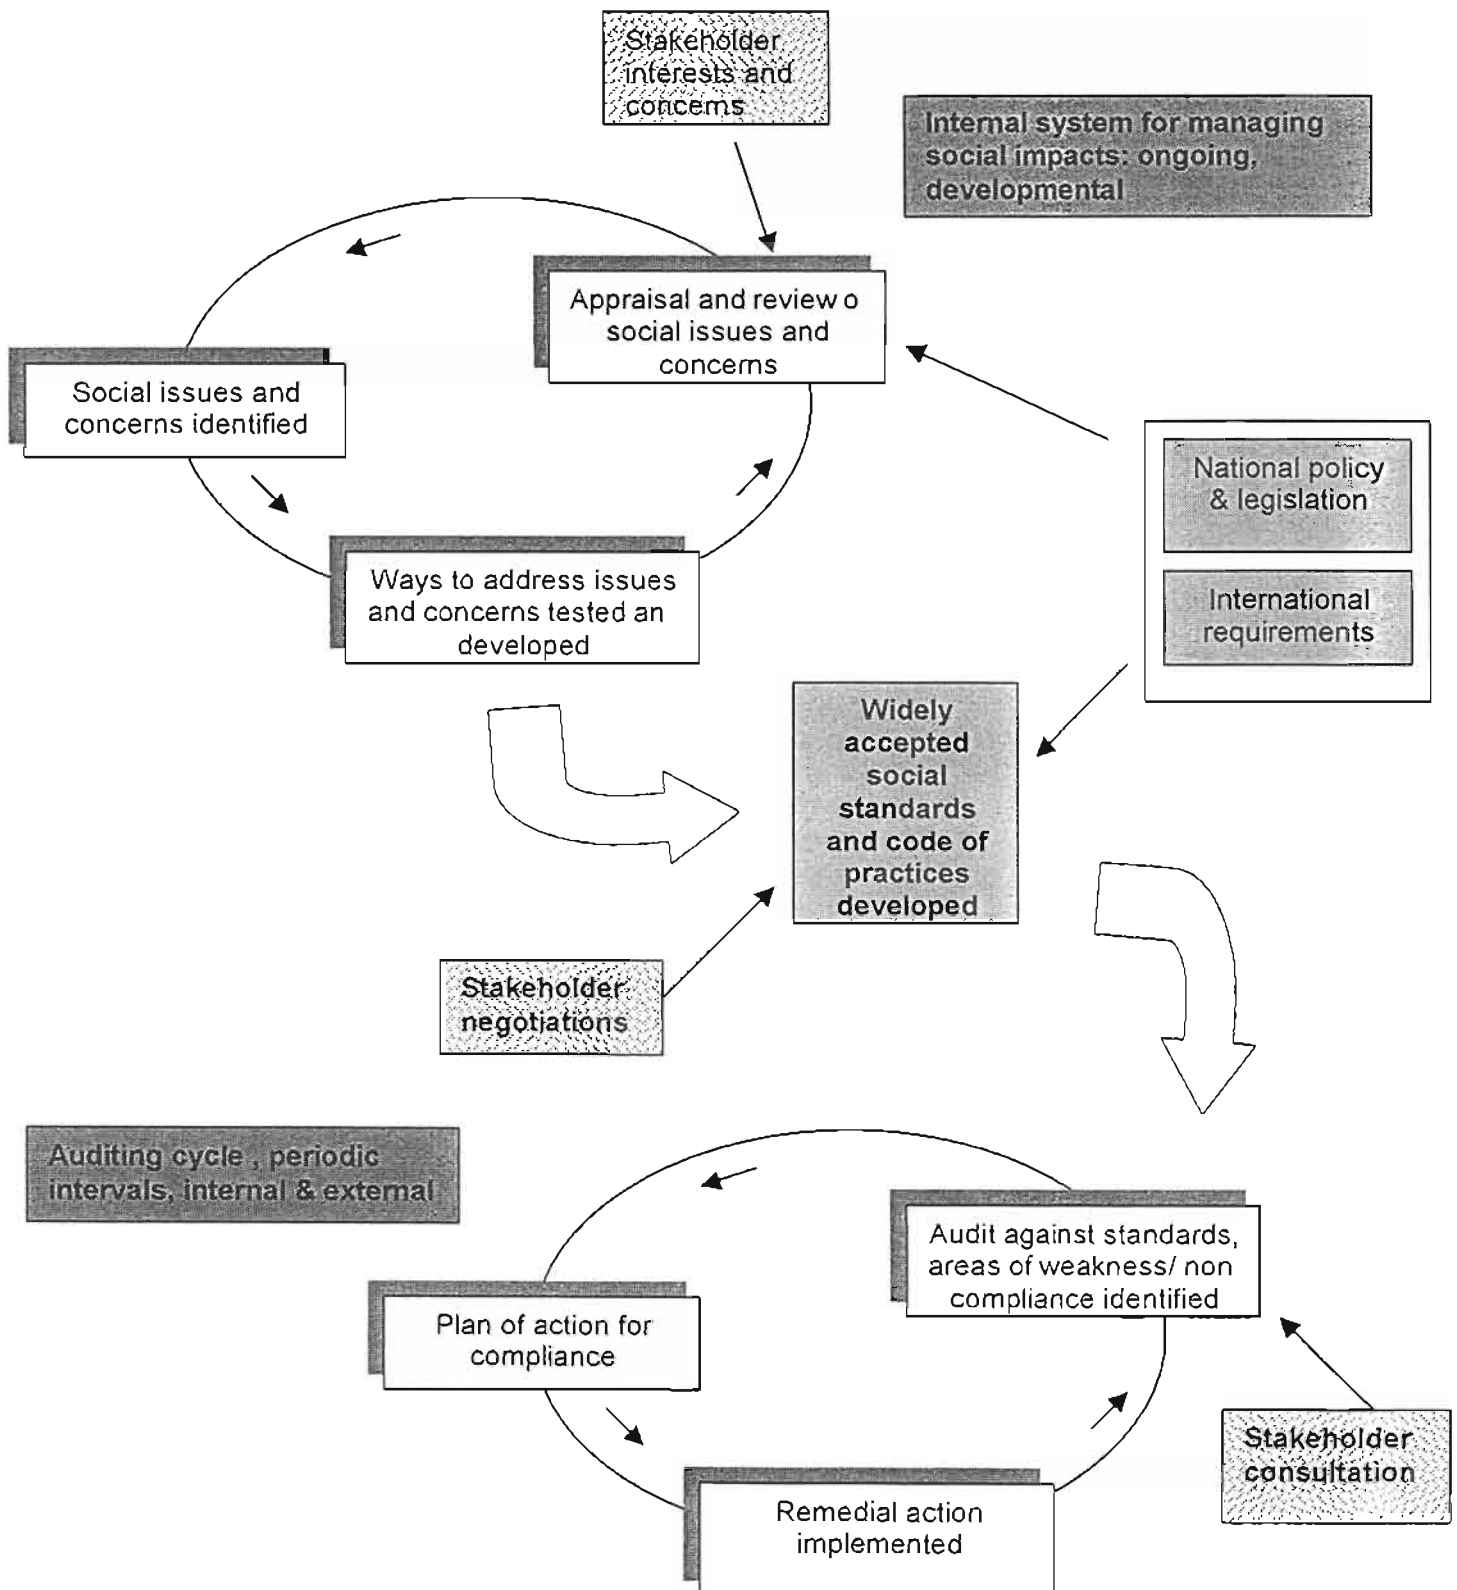 Stakeholder
interests and
concerns
Internal system for managing
social impacts: ongoing,
developmental
Appraisal and review o
social issues and
concerns
Social issues and
concerns identified
National policy
& legislation
Ways to address issues
and concerns tested an
developed
International
requirements
Widely
accepted
social
standards
and code of
practices
developed
Stakeholder
negotiations
Auditing cycle , periodic
intervals, internal & external
Audit against standards,
areas of weakness/ non
compliance identified
Plan of action for
compliance
Stakeholder
consultation
Remedial action
implemented